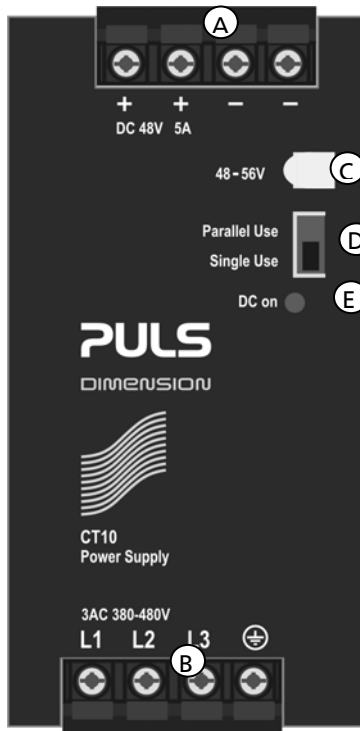 A
+ + − −
DC 48V 5A
48-56V
C
Parallel Use
D
Single Use
DC on
E
PULS
DIMENSION
CT10
Power Supply
3AC 380-480V
L1 L2 L3
B